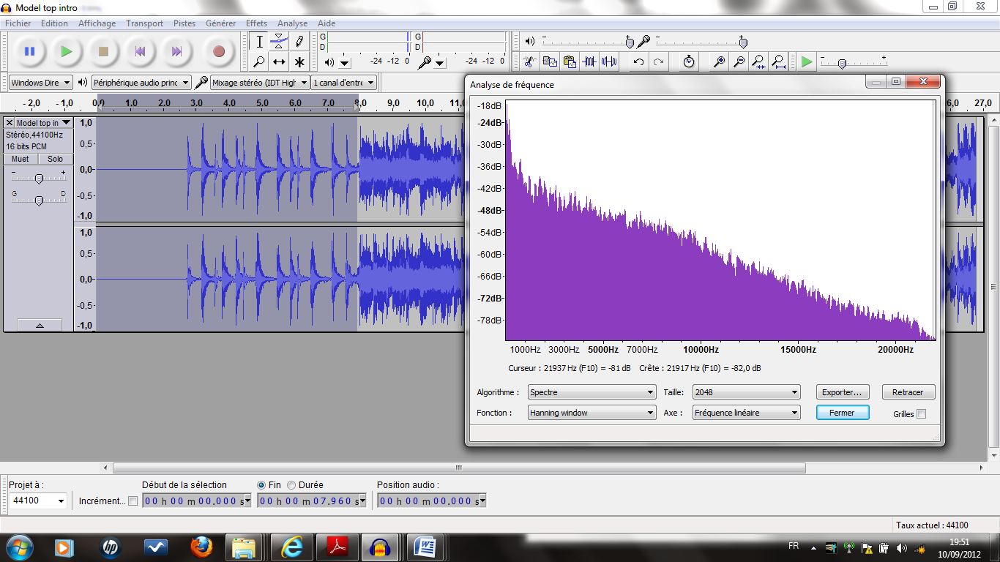 Model top intro
Fichier Edition Affichage Transport Pistes Générer Effets Analyse Aide
G
D
-24 -12 0
G
D
-24 -12 0
Windows Dire
Périphérique audio princ
Mixage stéréo (IDT High
1 canal d'entre
- 2,0 - 1,0 0,0 1.0 2.0 3.0 4.0 5.0 6.0 7.0 8,0 9,0 10,0 11,0 26,0 27,0
Model top in
Stéréo,44100Hz
16 bits PCM
Muet Solo
- +
G D
1,0
0,5
0,0
-0,5
-1,0
1,0
0,5
0,0
-0,5
-1,0
Analyse de fréquence
-18dB
-24dB
-30dB
-36dB
-42dB
-48dB
-54dB
-60dB
-66dB
-72dB
-78dB
1000Hz 3000Hz 5000Hz 7000Hz 10000Hz 15000Hz 20000Hz
Curseur : 21937 Hz (F10) = -81 dB Crête : 21917 Hz (F10) = -82,0 dB
Algorithme : Spectre Taille: 2048 Exporter... Retracer
Fonction : Hanning window Axe : Fréquence linéaire Fermer Grilles
Projet à : Début de la sélection Fin Durée Position audio :
44100 Incrément... 00 h 00 m 00.000 s 00 h 00 m 07.960 s 00 h 00 m 00.000 s
Taux actuel : 44100
hp
W
FR
19:51
10/09/2012